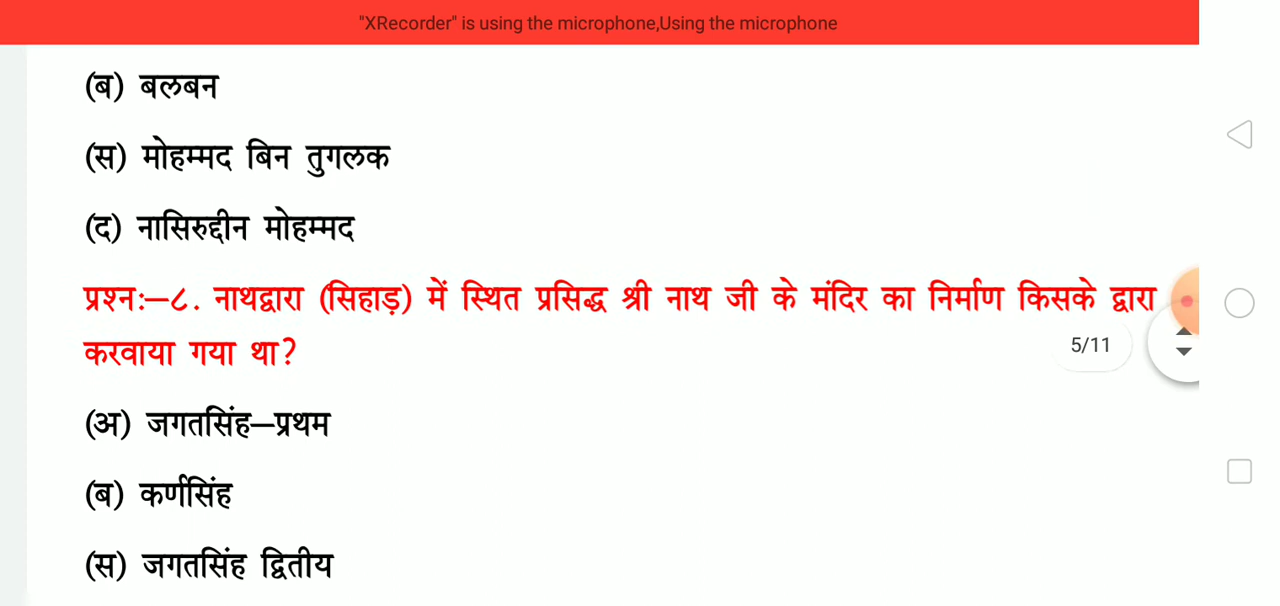 "XRecorder" is using the microphone,Using the microphone
(ब) बलबन
(स) मोहम्मद बिन तुगलक
(द) नासिरुद्दीन मोहम्मद
प्रश्नः–८. नाथद्वारा (सिहाड़) में स्थित प्रसिद्ध श्री नाथ जी के मंदिर का निर्माण किसके द्वारा
करवाया गया था?
5/11
(अ) जगतसिंह–प्रथम
(ब) कर्णसिंह
(स) जगतसिंह द्वितीय